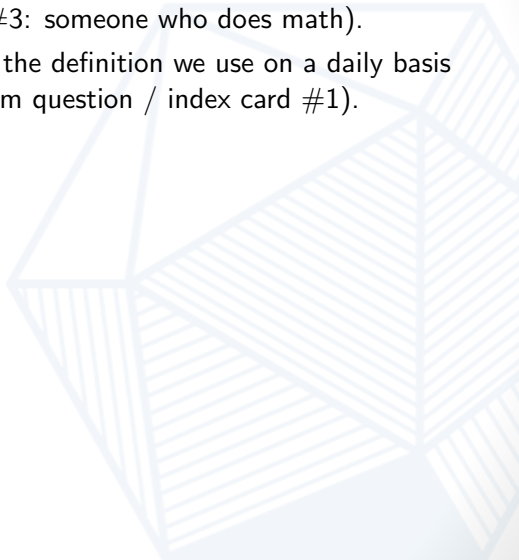 #3: someone who does math).
the definition we use on a daily basis
m question / index card #1).